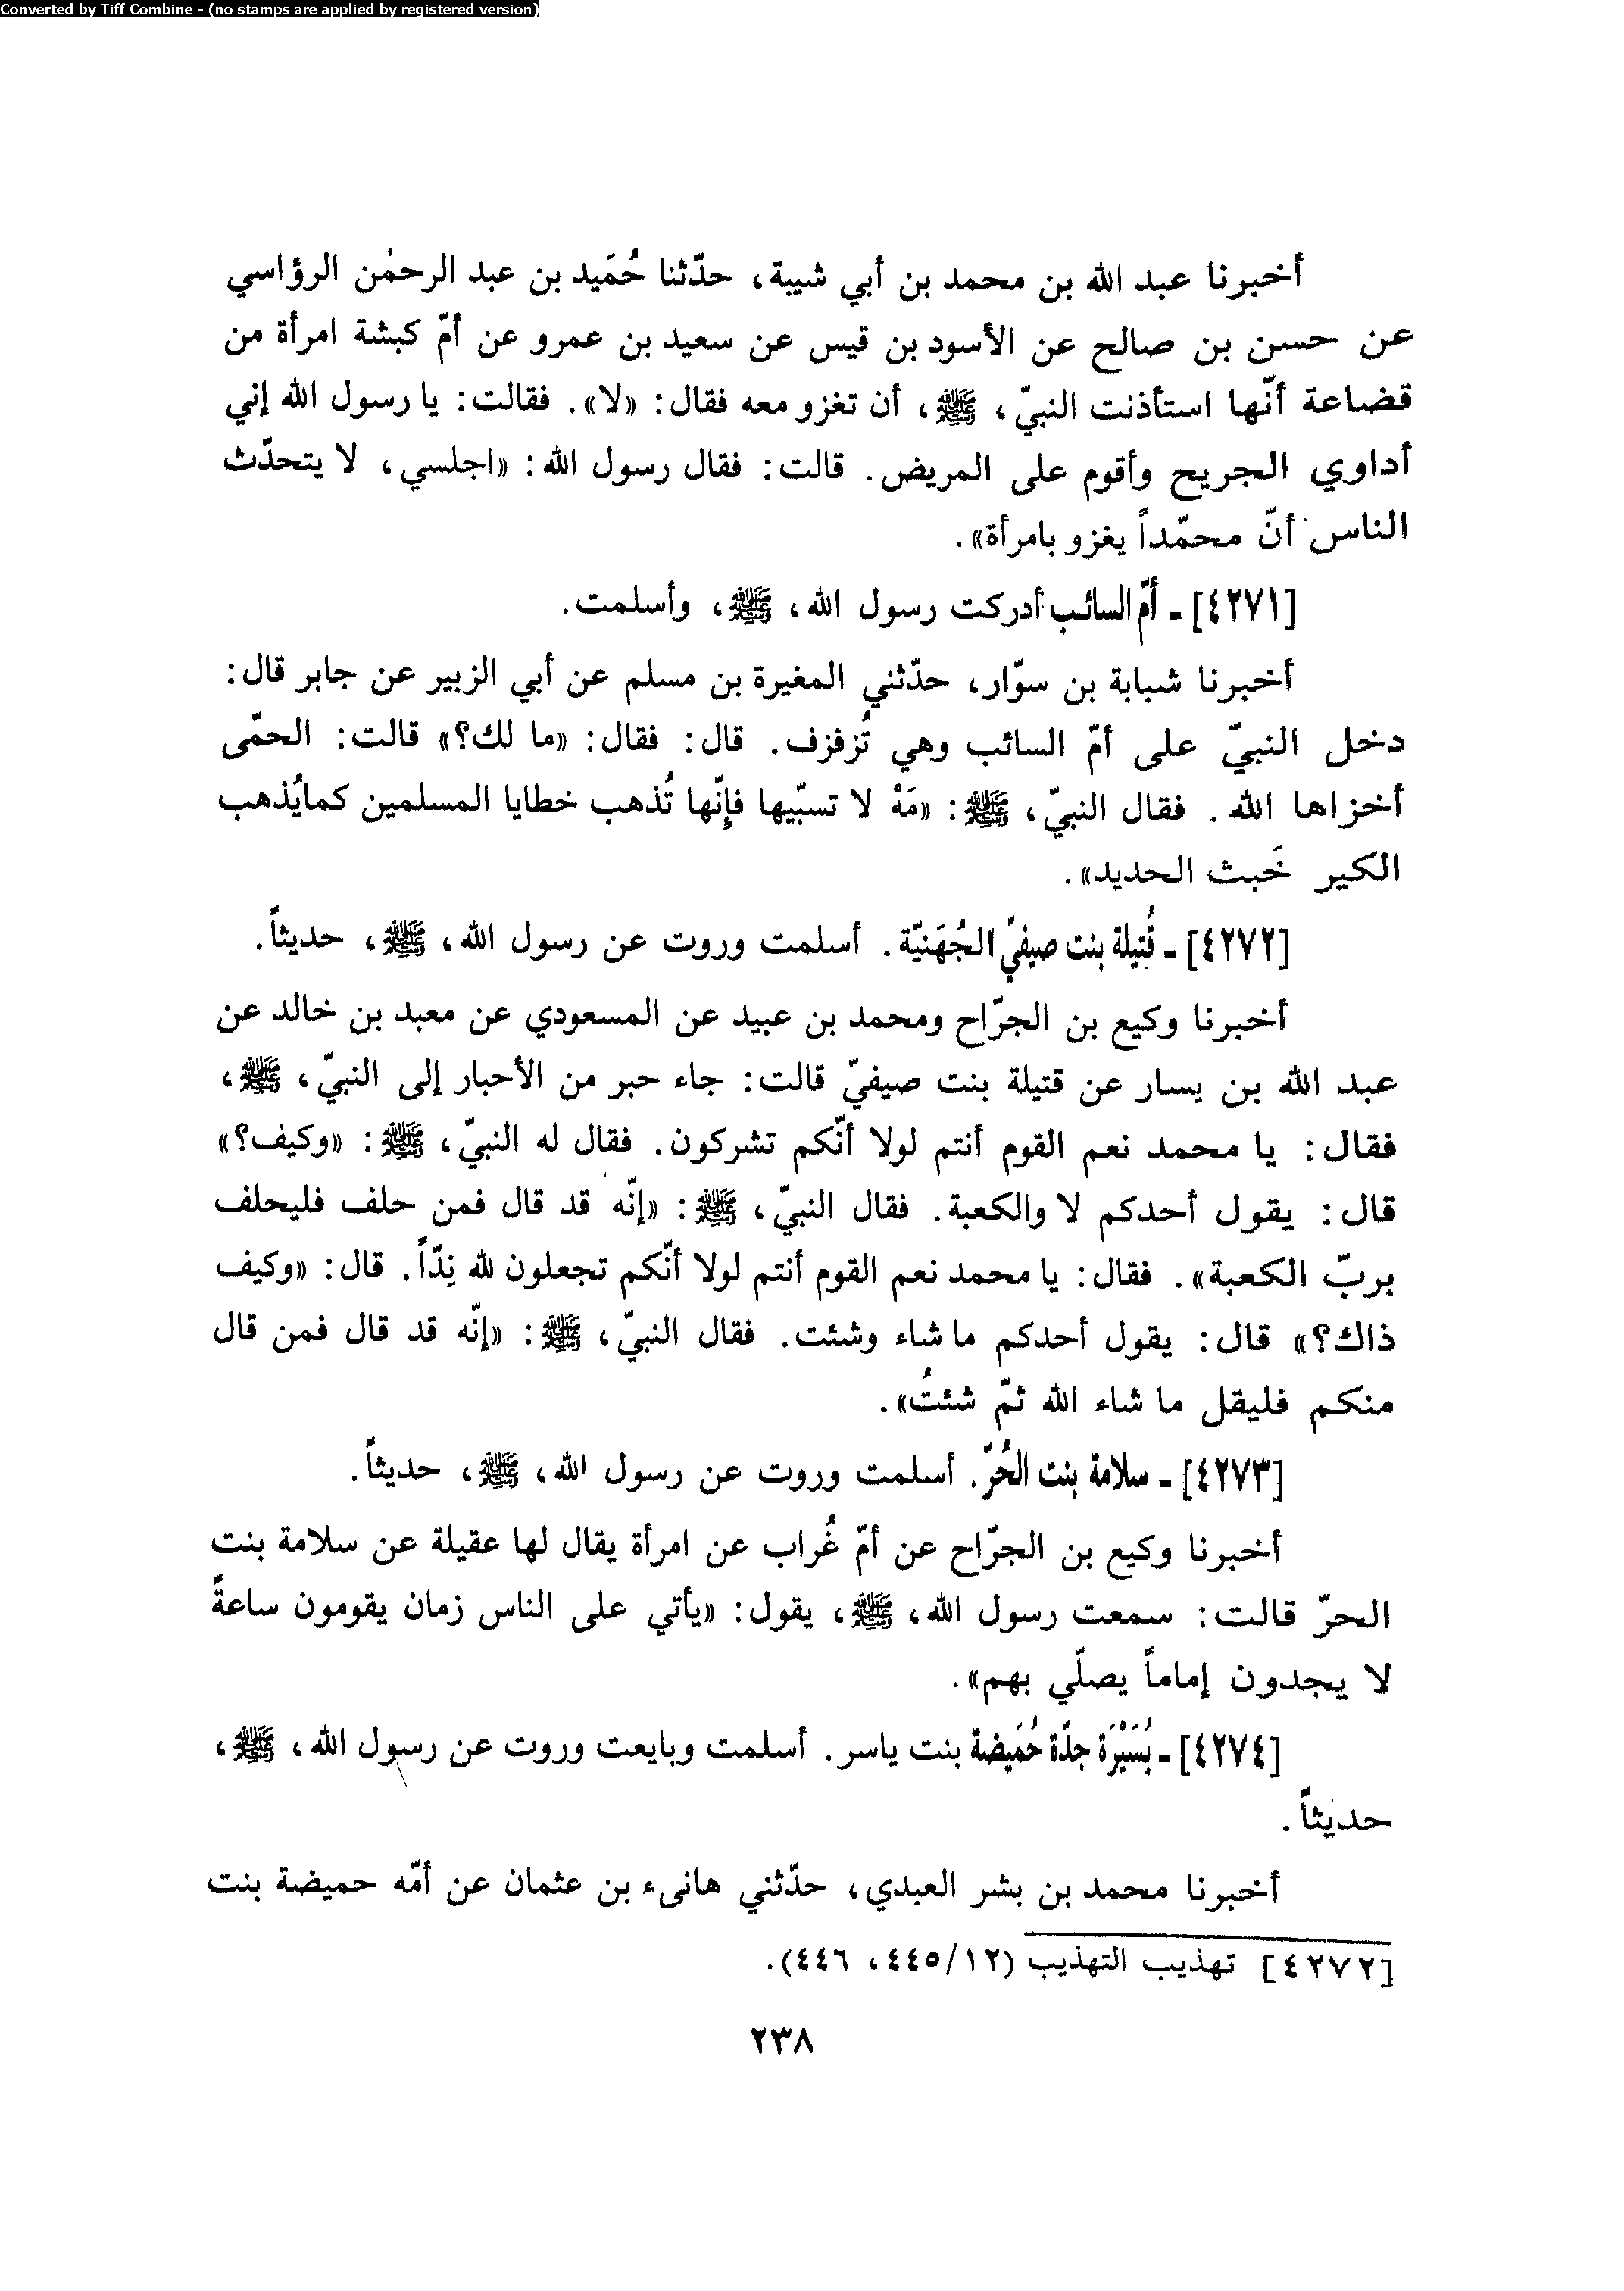 Converted by Tiff Combine - (no stamps are applied by registered version)
أخبرنا عبد الله بن محمد بن أبي شيبة، حدّثنا حُمَيد بن عبد الرحمٰن الرؤاسي
عن حسن بن صالح عن الأسود بن قيس عن سعيد بن عمرو عن أمّ كبشة امرأة من
قضاعة أنّها استأذنت النبيّ، ﷺ، أن تغزو معه فقال: «لا». فقالت: يا رسول الله إني
أداوي الجريح وأقوم على المريض. قالت: فقال رسول الله: «اجلسي، لا يتحدّث
الناس أنّ محمّداً يغزو بامرأة».
[٤٢٧١] ـ أمّ السائب أدركت رسول الله، ﷺ، وأسلمت.
أخبرنا شبابة بن سوّار، حدّثني المغيرة بن مسلم عن أبي الزبير عن جابر قال:
دخل النبيّ على أمّ السائب وهي تُزفزف. قال: فقال: «ما لك؟» قالت: الحمّى
أخزاها الله. فقال النبيّ، ﷺ: «مَهْ لا تسبّيها فإنّها تُذهب خطايا المسلمين كما يُذهب
الكير خَبث الحديد».
[٤٢٧٢] ـ قُتيلة بنت صيفيّ الجُهَنيّة. أسلمت وروت عن رسول الله، ﷺ، حديثاً.
أخبرنا وكيع بن الجرّاح ومحمد بن عبيد عن المسعودي عن معبد بن خالد عن
عبد الله بن يسار عن قتيلة بنت صيفيّ قالت: جاء حبر من الأحبار إلى النبيّ، ﷺ،
فقال: يا محمد نعم القوم أنتم لولا أنّكم تشركون. فقال له النبيّ، ﷺ: «وكيف؟»
قال: يقول أحدكم لا والكعبة. فقال النبيّ، ﷺ: «إنّه قد قال فمن حلف فليحلف
بربّ الكعبة». فقال: يا محمد نعم القوم أنتم لولا أنّكم تجعلون لله نِدّاً. قال: «وكيف
ذاك؟» قال: يقول أحدكم ما شاء وشئت. فقال النبيّ، ﷺ: «إنّه قد قال فمن قال
منكم فليقل ما شاء الله ثمّ شئتُ».
[٤٢٧٣] ـ سلامة بنت الحُرّ. أسلمت وروت عن رسول الله، ﷺ، حديثاً.
أخبرنا وكيع بن الجرّاح عن أمّ غُراب عن امرأة يقال لها عقيلة عن سلامة بنت
الحرّ قالت: سمعت رسول الله، ﷺ، يقول: «يأتي على الناس زمان يقومون ساعةً
لا يجدون إماماً يصلّي بهم».
[٤٢٧٤] ـ بُسَيْرَة جدّة حُمَيضة بنت ياسر. أسلمت وبايعت وروت عن رسول الله، ﷺ،
حديثاً.
أخبرنا محمد بن بشر العبدي، حدّثني هانىء بن عثمان عن أمّه حميضة بنت
[٤٢٧٢] تهذيب التهذيب (٤٤٥/١٢، ٤٤٦).
٢٣٨